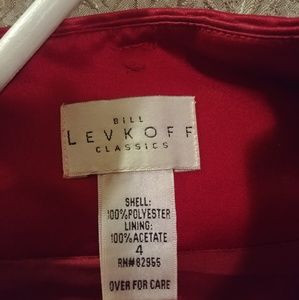 BILL
LEVKOFF
CLASSICS
SHELL:
100%POLYESTER
LINING:
100%ACETATE
4
RN#82955
OVER FOR CARE